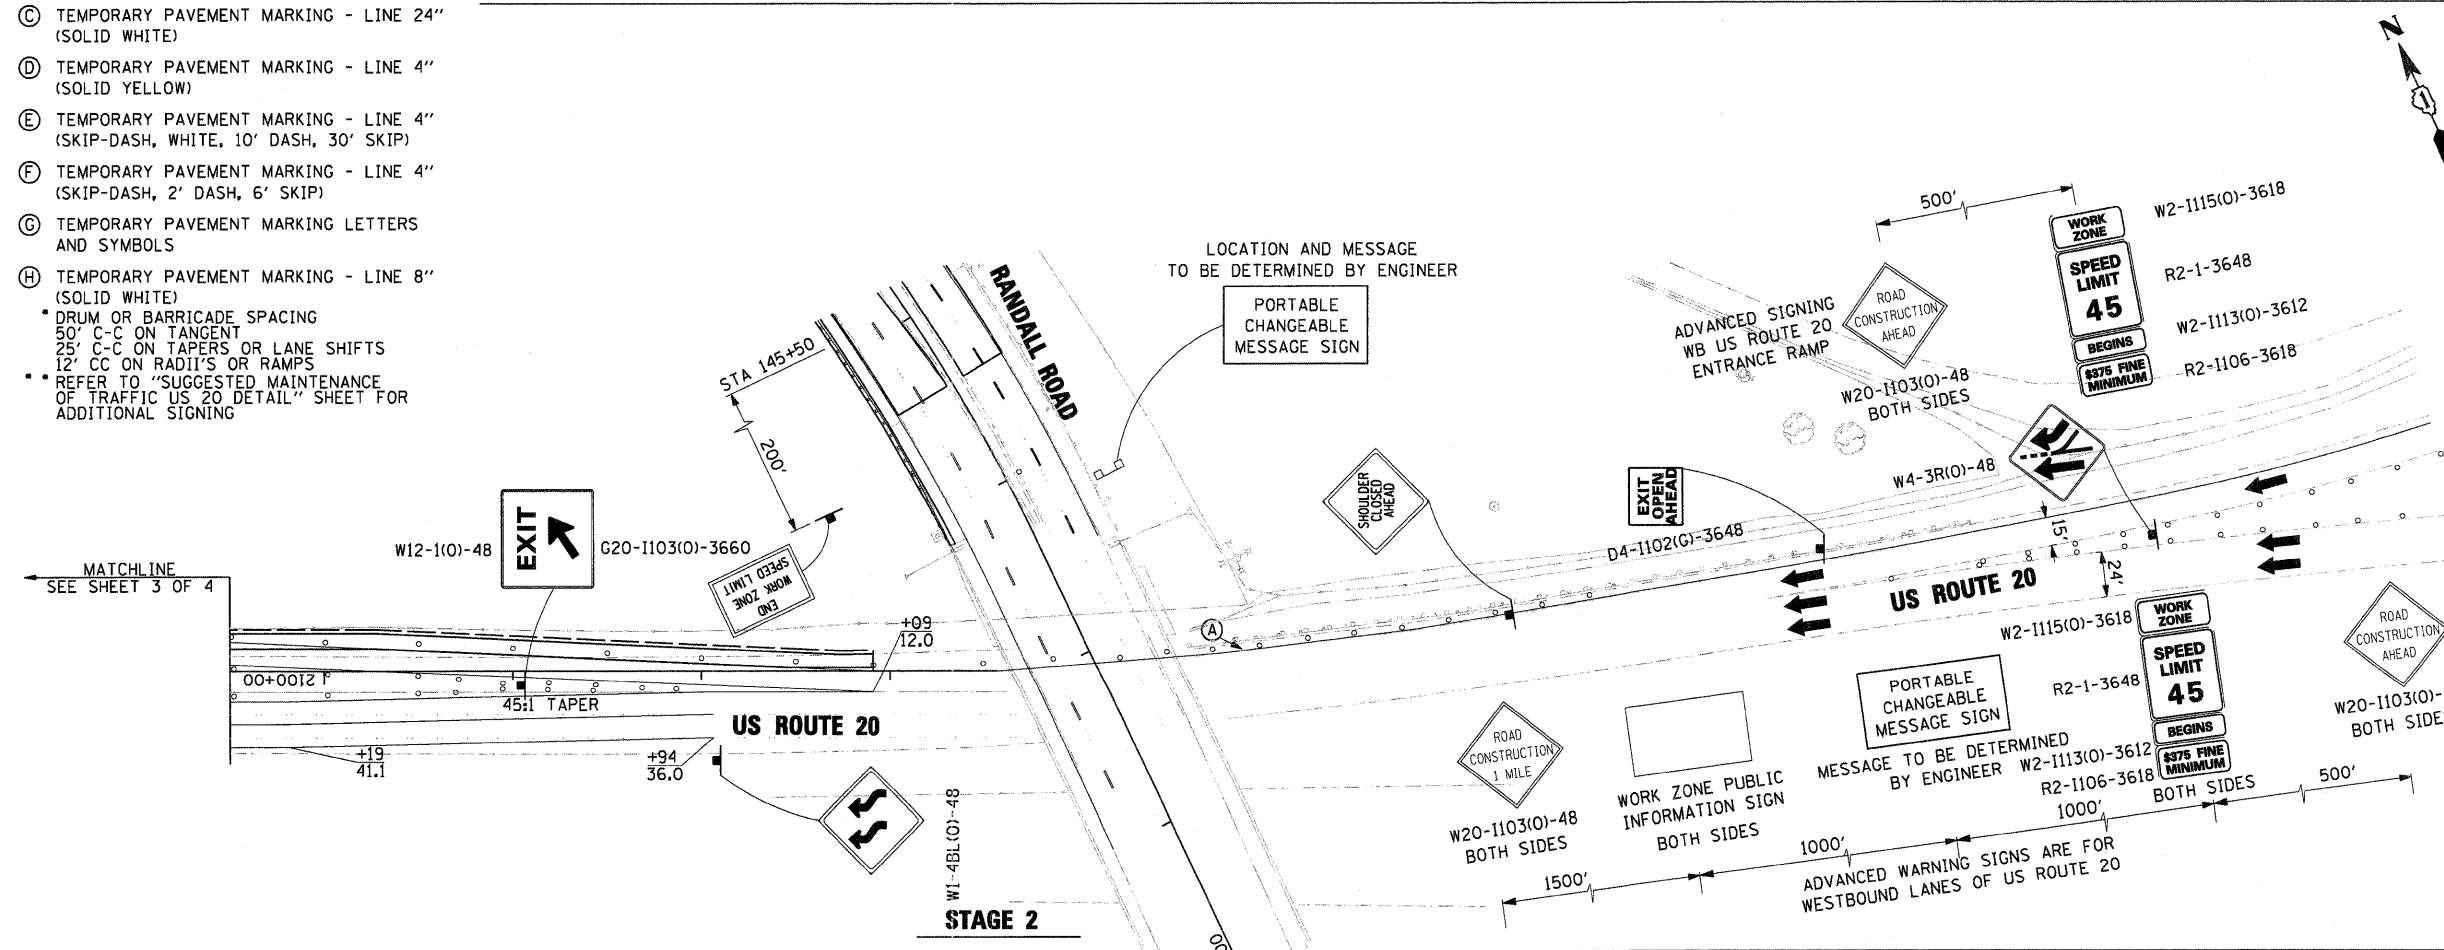 Ⓒ TEMPORARY PAVEMENT MARKING - LINE 24"
(SOLID WHITE)
Ⓓ TEMPORARY PAVEMENT MARKING - LINE 4"
(SOLID YELLOW)
Ⓔ TEMPORARY PAVEMENT MARKING - LINE 4"
(SKIP-DASH, WHITE, 10' DASH, 30' SKIP)
Ⓕ TEMPORARY PAVEMENT MARKING - LINE 4"
(SKIP-DASH, 2' DASH, 6' SKIP)
Ⓖ TEMPORARY PAVEMENT MARKING LETTERS
AND SYMBOLS
Ⓗ TEMPORARY PAVEMENT MARKING - LINE 8"
(SOLID WHITE)
* DRUM OR BARRICADE SPACING
50' C-C ON TANGENT
25' C-C ON TAPERS OR LANE SHIFTS
12' CC ON RADII'S OR RAMPS
** REFER TO "SUGGESTED MAINTENANCE
OF TRAFFIC US 20 DETAIL" SHEET FOR
ADDITIONAL SIGNING
MATCHLINE
SEE SHEET 3 OF 4
W12-1(O)-48
EXIT
G20-I103(O)-3660
END
WORK ZONE
SPEED LIMIT
STA 145+50
200'
2100+00
45:1 TAPER
+09
12.0
+19
41.1
+94
36.0
US ROUTE 20
W1-4BL(O)-48
STAGE 2
RANDALL ROAD
LOCATION AND MESSAGE
TO BE DETERMINED BY ENGINEER
PORTABLE
CHANGEABLE
MESSAGE SIGN
Ⓐ
SHOULDER
CLOSED
AHEAD
EXIT
OPEN
AHEAD
D4-I102(G)-3648
ADVANCED SIGNING
WB US ROUTE 20
ENTRANCE RAMP
ROAD
CONSTRUCTION
AHEAD
W20-I103(O)-48
BOTH SIDES
500'
WORK
ZONE
SPEED
LIMIT
45
BEGINS
$375 FINE
MINIMUM
W2-I115(O)-3618
R2-1-3648
W2-I113(O)-3612
R2-I106-3618
W4-3R(O)-48
15'
24'
US ROUTE 20
N
1
ROAD
CONSTRUCTION
1 MILE
W20-I103(O)-48
BOTH SIDES
WORK ZONE PUBLIC
INFORMATION SIGN
BOTH SIDES
PORTABLE
CHANGEABLE
MESSAGE SIGN
MESSAGE TO BE DETERMINED
BY ENGINEER
WORK
ZONE
SPEED
LIMIT
45
BEGINS
$375 FINE
MINIMUM
W2-I115(O)-3618
R2-1-3648
W2-I113(O)-3612
R2-I106-3618
BOTH SIDES
ROAD
CONSTRUCTION
AHEAD
W20-I103(O)-
BOTH SIDE
1500'
1000'
1000'
500'
ADVANCED WARNING SIGNS ARE FOR
WESTBOUND LANES OF US ROUTE 20